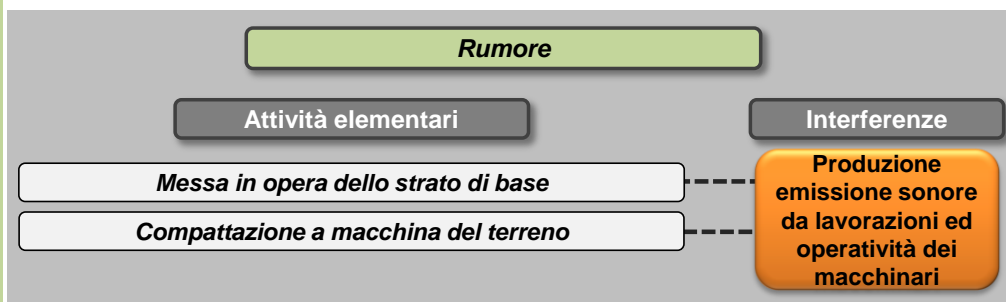 Rumore
Attività elementari
Interferenze
Messa in opera dello strato di base
Compattazione a macchina del terreno
Produzione
emissione sonore
da lavorazioni ed
operatività dei
macchinari